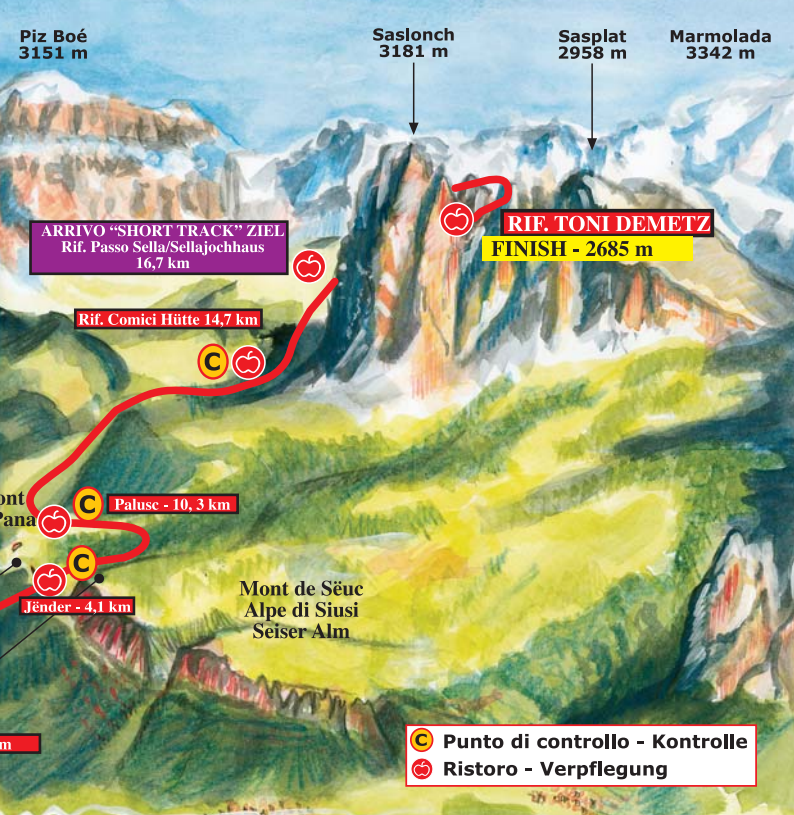 Piz Boé
3151 m
Saslonch
3181 m
Sasplat
2958 m
Marmolada
3342 m
ARRIVO “SHORT TRACK” ZIEL
Rif. Passo Sella/Sellajochhaus
16,7 km
RIF. TONI DEMETZ
FINISH - 2685 m
Rif. Comici Hütte 14,7 km
C
ont
Pana
C
Palusc - 10, 3 km
C
Jënder - 4,1 km
Mont de Sëuc
Alpe di Siusi
Seiser Alm
m
C Punto di controllo - Kontrolle
Ristoro - Verpflegung